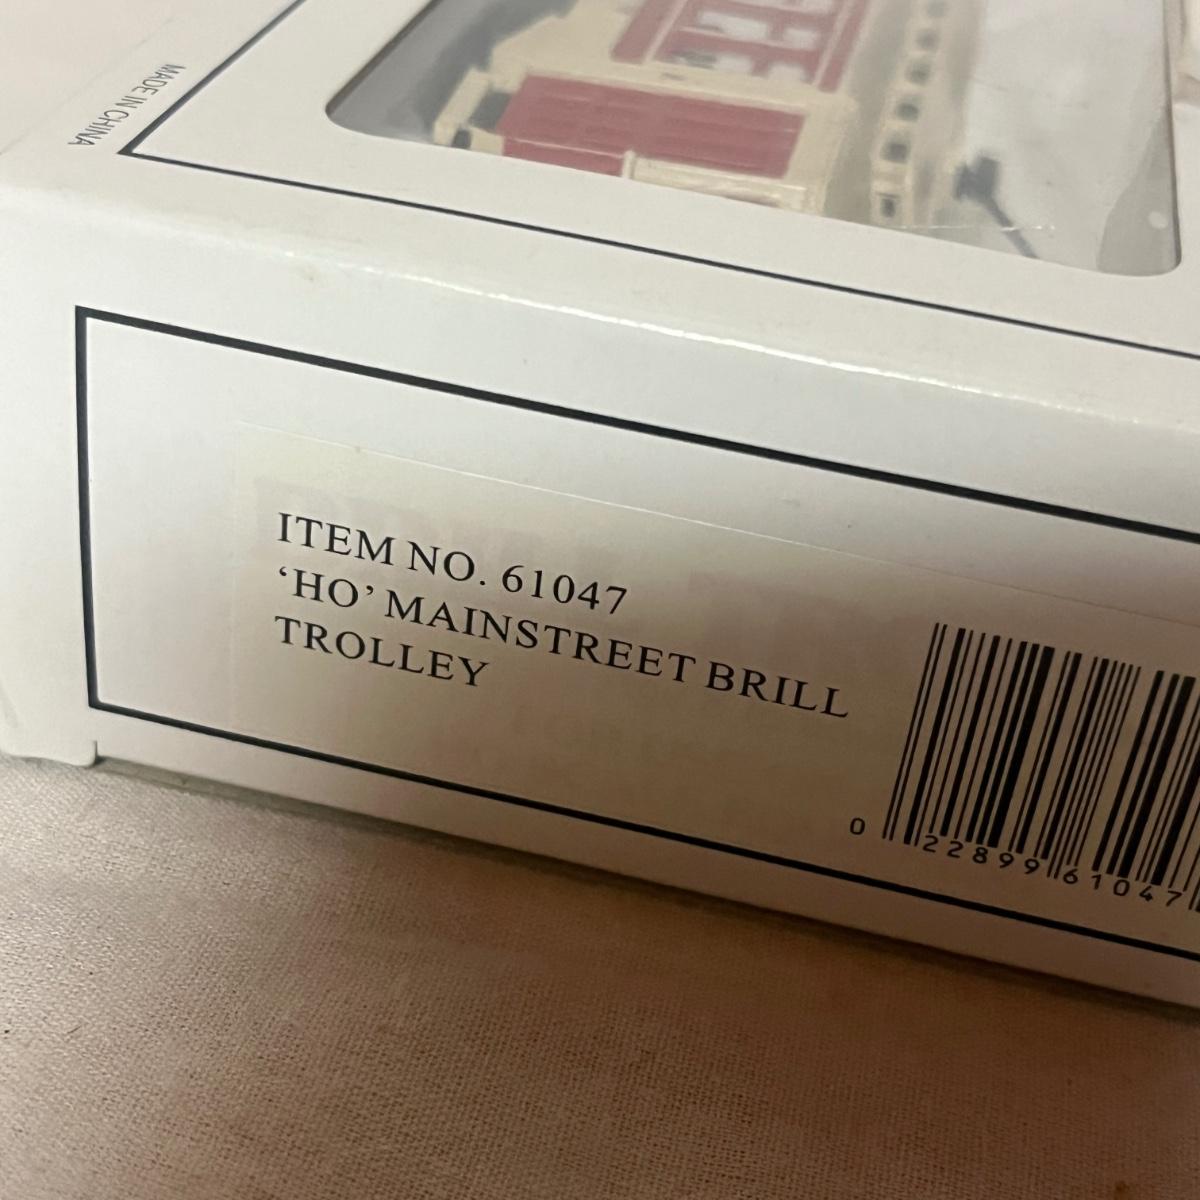 MADE IN CHINA
ITEM NO. 61047
‘HO’ MAINSTREET BRILL
TROLLEY
0 22899 61047